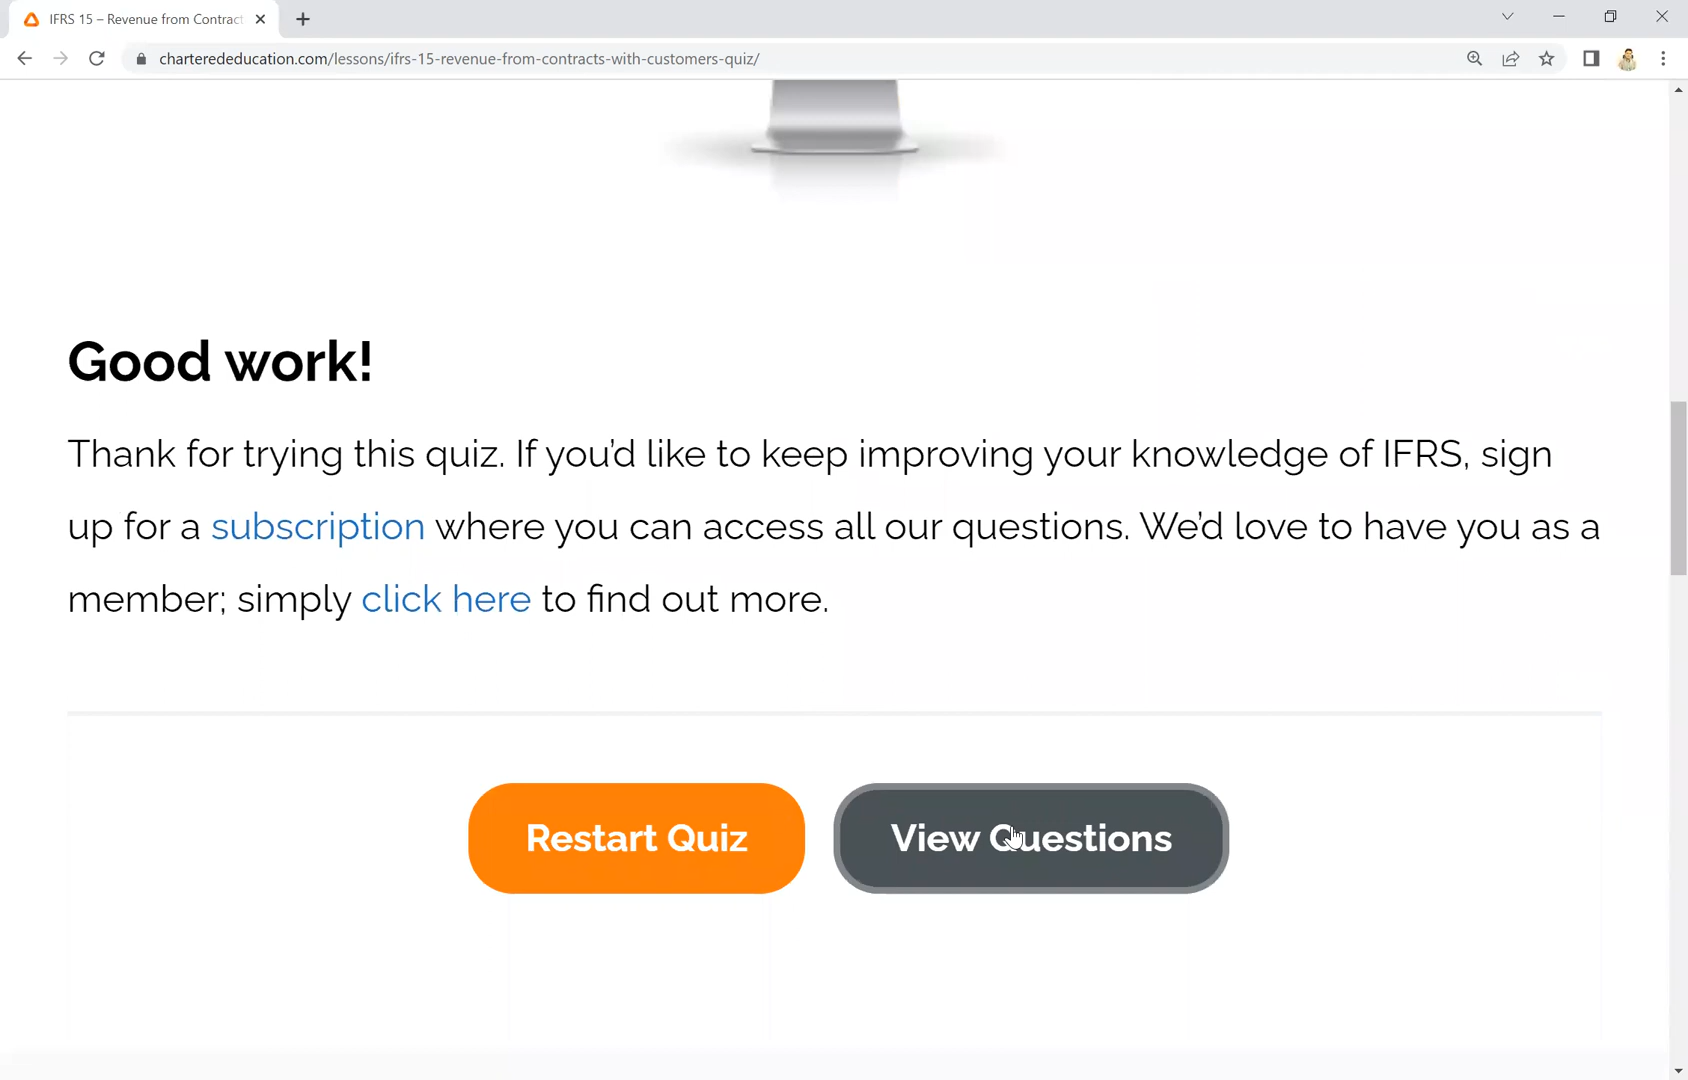 IFRS 15 – Revenue from Contract
chartereducation.com/lessons/ifrs-15-revenue-from-contracts-with-customers-quiz/
Good work!
Thank for trying this quiz. If you’d like to keep improving your knowledge of IFRS, sign
up for a subscription where you can access all our questions. We’d love to have you as a
member; simply click here to find out more.
Restart Quiz
View Questions